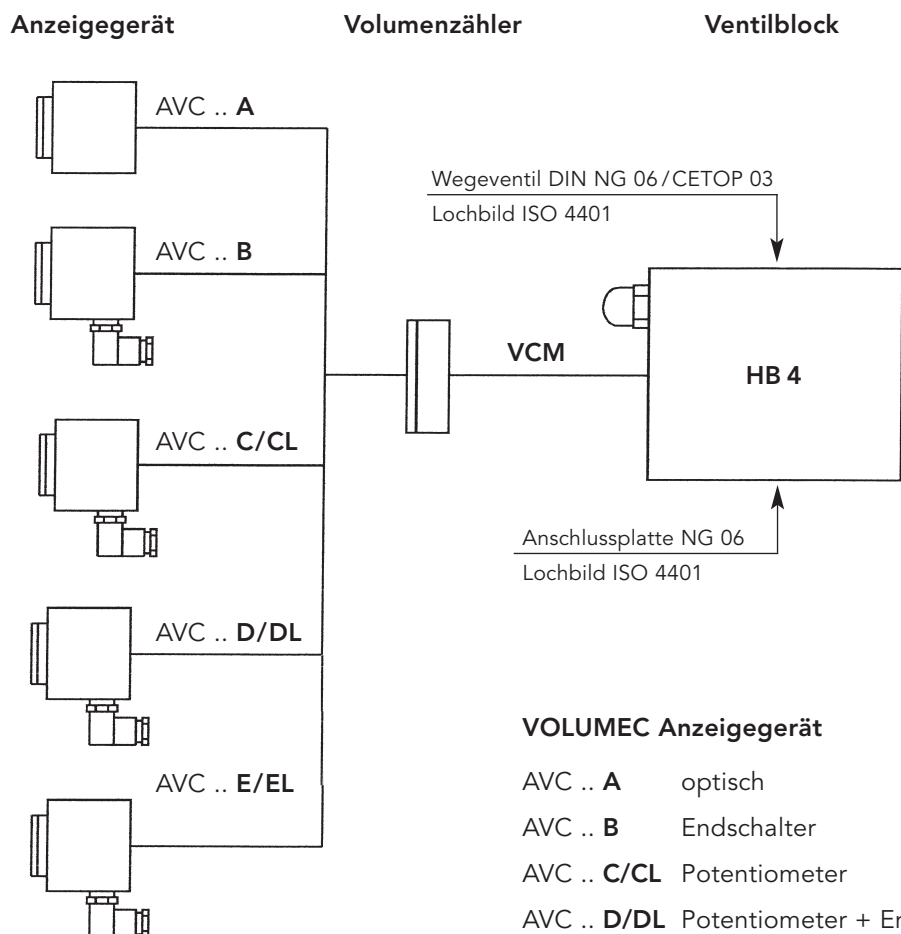 Anzeigegerät Volumenzähler Ventilblock
AVC .. A
Wegeventil DIN NG 06/CETOP 03
Lochbild ISO 4401
AVC .. B
VCM
HB 4
AVC .. C/CL
Anschlussplatte NG 06
Lochbild ISO 4401
AVC .. D/DL
AVC .. E/EL
VOLUMEC Anzeigegerät
AVC .. A optisch
AVC .. B Endschalter
AVC .. C/CL Potentiometer
AVC .. D/DL Potentiometer +